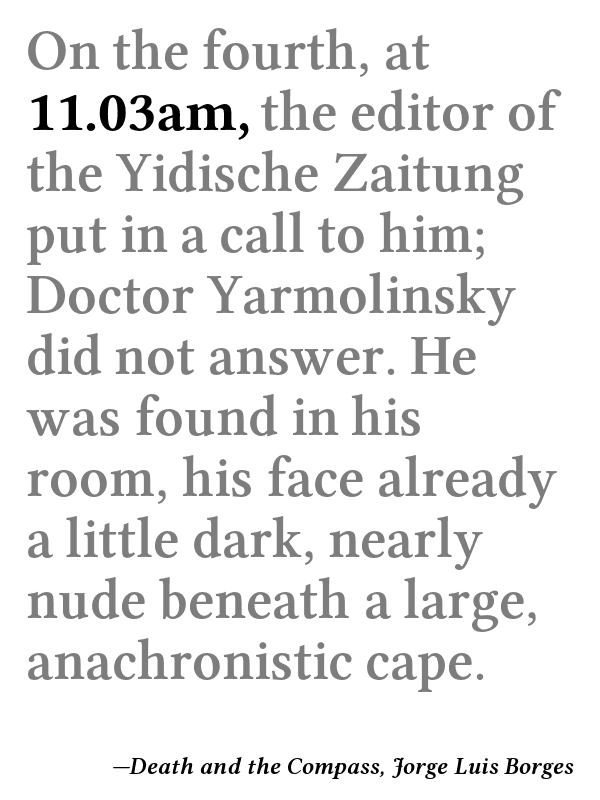 On the fourth, at
11.03am, the editor of
the Yidische Zaitung
put in a call to him;
Doctor Yarmolinsky
did not answer. He
was found in his
room, his face already
a little dark, nearly
nude beneath a large,
anachronistic cape.
—Death and the Compass, Jorge Luis Borges